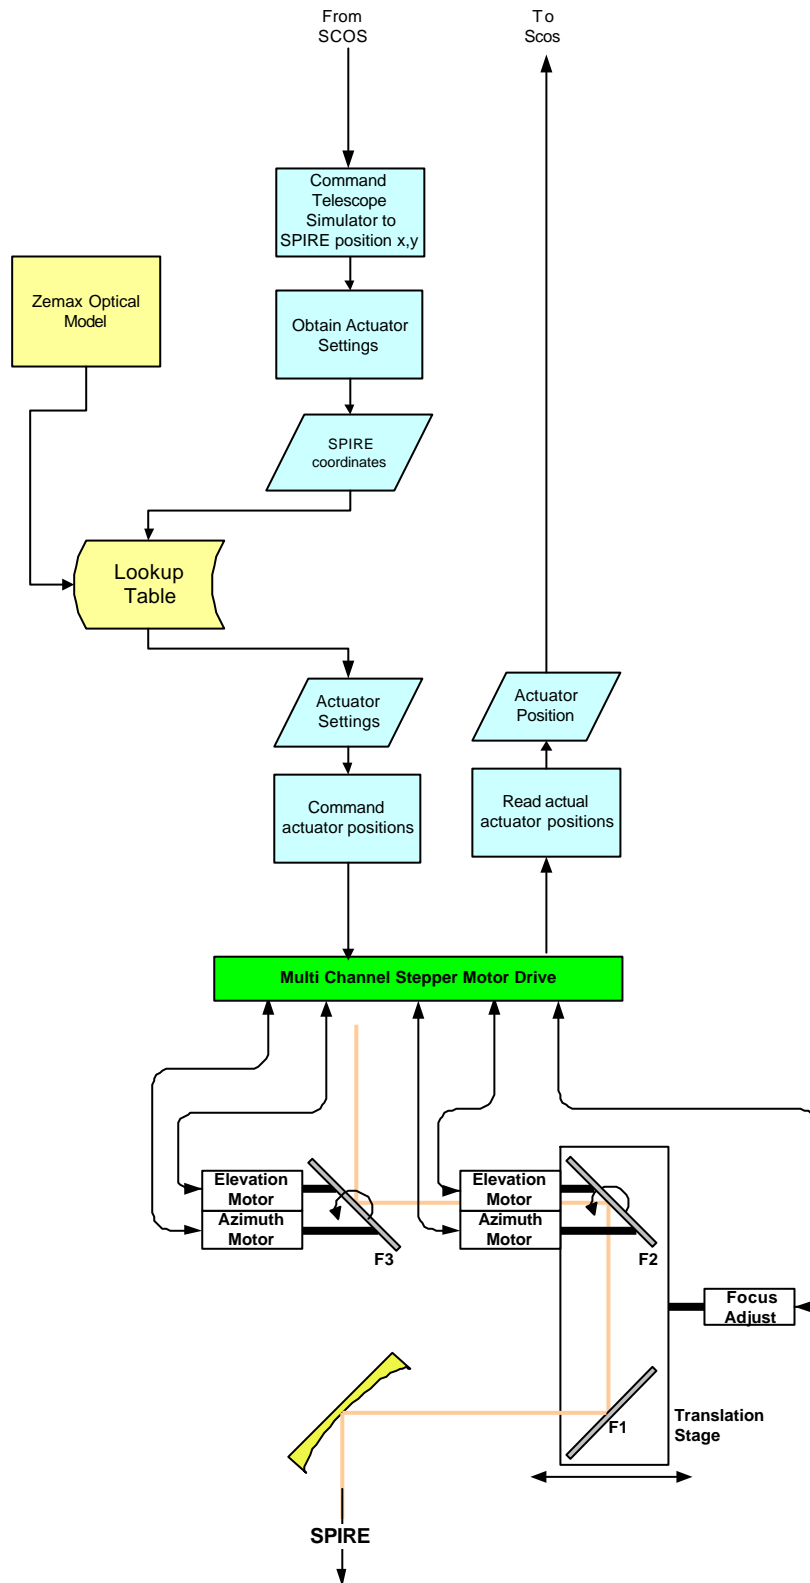 From
SCOS
To
Scos
Command
Telescope
Simulator to
SPIRE position x,y
Zemax Optical
Model
Obtain Actuator
Settings
SPIRE
coordinates
Lookup
Table
Actuator
Settings
Actuator
Position
Command
actuator positions
Read actual
actuator positions
Multi Channel Stepper Motor Drive
Elevation
Motor
Azimuth
Motor
F3
Elevation
Motor
Azimuth
Motor
F2
Focus
Adjust
F1
Translation
Stage
SPIRE